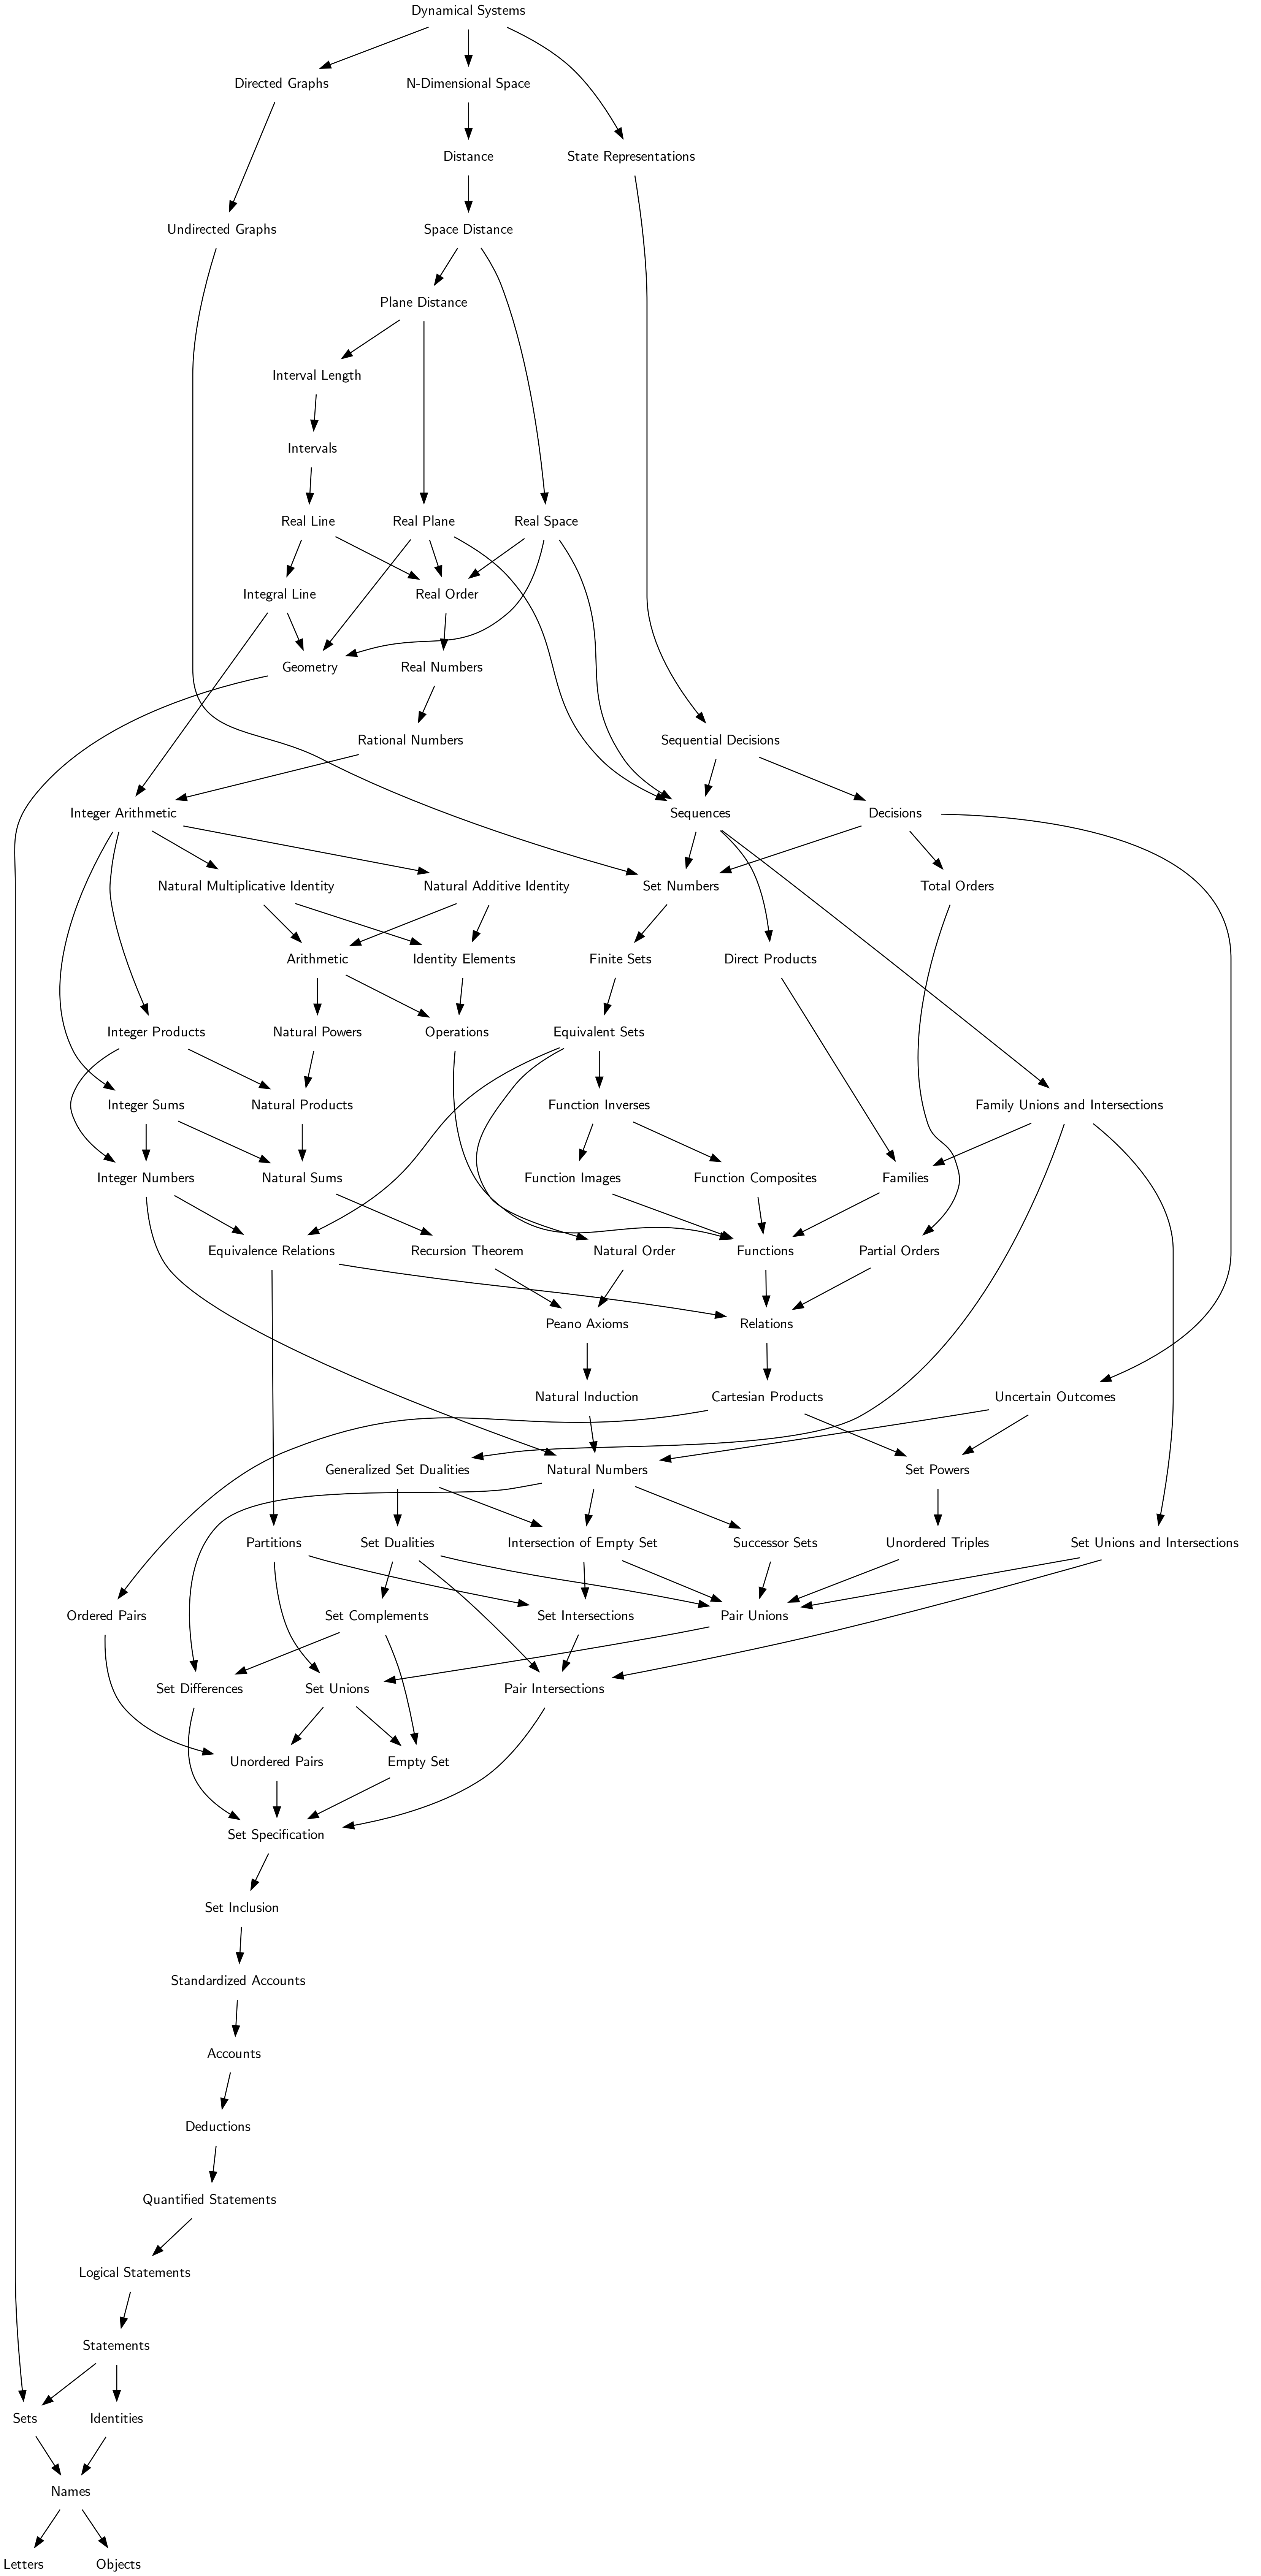 Dynamical Systems
Directed Graphs
N-Dimensional Space
Distance
State Representations
Undirected Graphs
Space Distance
Plane Distance
Interval Length
Intervals
Real Line
Real Plane
Real Space
Integral Line
Real Order
Geometry
Real Numbers
Rational Numbers
Sequential Decisions
Integer Arithmetic
Sequences
Decisions
Natural Multiplicative Identity
Natural Additive Identity
Set Numbers
Total Orders
Arithmetic
Identity Elements
Finite Sets
Direct Products
Integer Products
Natural Powers
Operations
Equivalent Sets
Integer Sums
Natural Products
Function Inverses
Family Unions and Intersections
Integer Numbers
Natural Sums
Function Images
Function Composites
Families
Equivalence Relations
Recursion Theorem
Natural Order
Functions
Partial Orders
Peano Axioms
Relations
Natural Induction
Cartesian Products
Uncertain Outcomes
Generalized Set Dualities
Natural Numbers
Set Powers
Partitions
Set Dualities
Intersection of Empty Set
Successor Sets
Unordered Triples
Set Unions and Intersections
Ordered Pairs
Set Complements
Set Intersections
Pair Unions
Set Differences
Set Unions
Pair Intersections
Unordered Pairs
Empty Set
Set Specification
Set Inclusion
Standardized Accounts
Accounts
Deductions
Quantified Statements
Logical Statements
Statements
Sets
Identities
Names
Letters
Objects